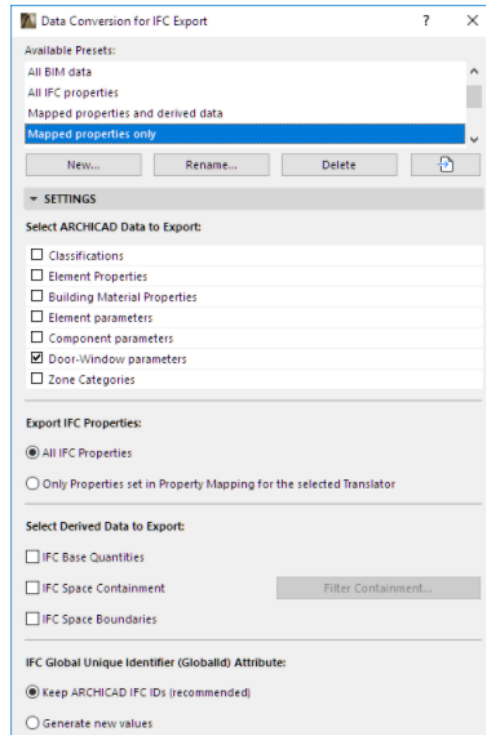 Data Conversion for IFC Export
Available Presets:
All BIM data
All IFC properties
Mapped properties and derived data
Mapped properties only
New...
Rename...
Delete
SETTINGS
Select ARCHICAD Data to Export:
Classifications
Element Properties
Building Material Properties
Element parameters
Component parameters
Door-Window parameters
Zone Categories
Export IFC Properties:
All IFC Properties
Only Properties set in Property Mapping for the selected Translator
Select Derived Data to Export:
IFC Base Quantities
IFC Space Containment
Filter Containment...
IFC Space Boundaries
IFC Global Unique Identifier (GlobalId) Attribute:
Keep ARCHICAD IFC IDs (recommended)
Generate new values